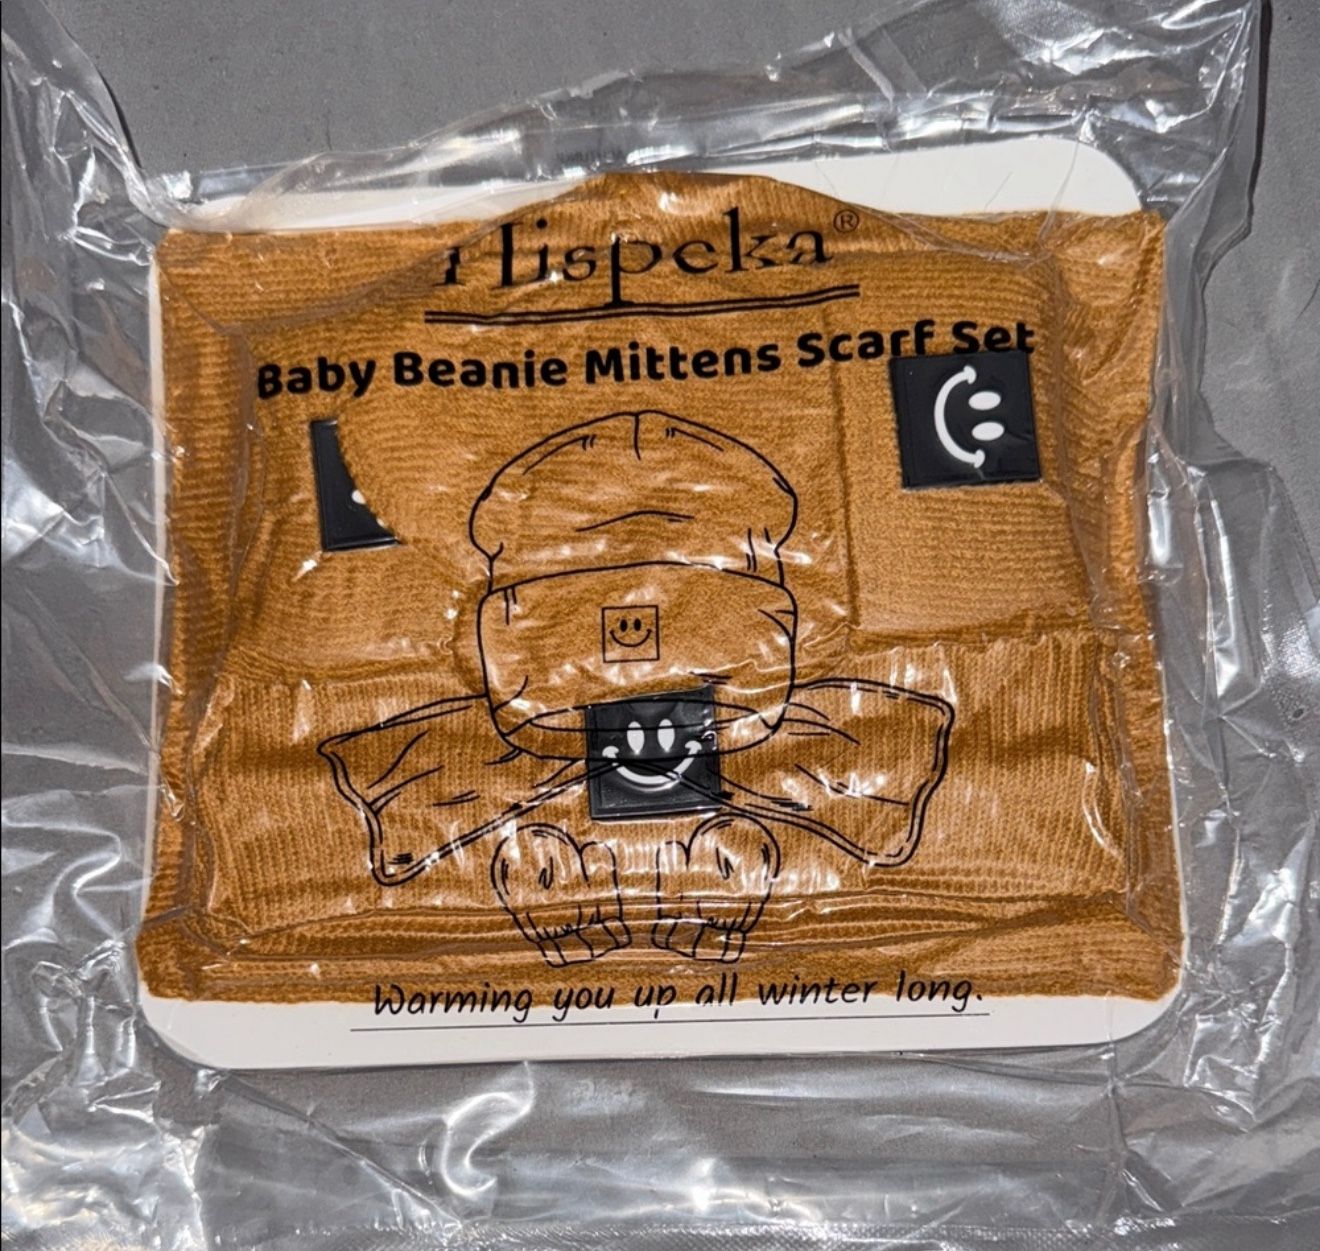 Hispeka®
Baby Beanie Mittens Scarf Set
Warming you up all winter long.